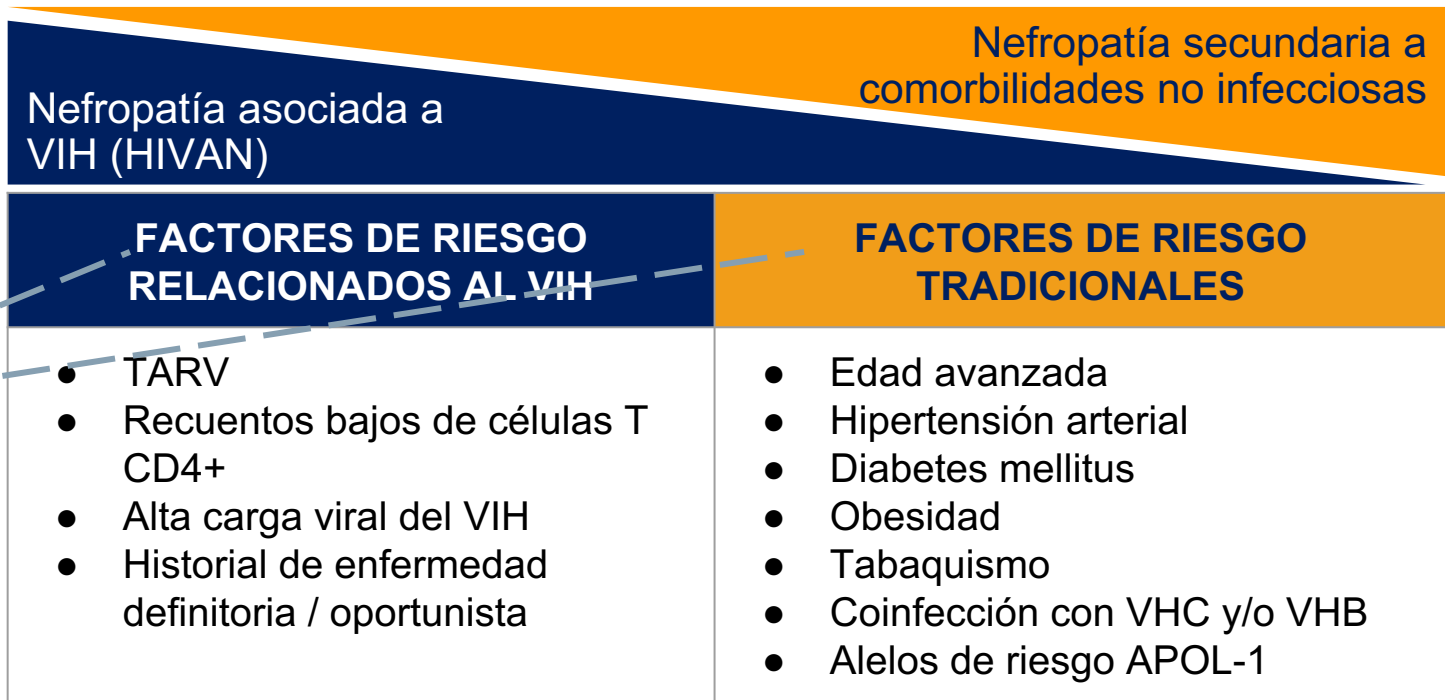 Nefropatía secundaria a
comorbilidades no infecciosas
Nefropatía asociada a
VIH (HIVAN)
FACTORES DE RIESGO
RELACIONADOS AL VIH
● TARV
● Recuentos bajos de células T
CD4+
● Alta carga viral del VIH
● Historial de enfermedad
definitoria / oportunista
FACTORES DE RIESGO
TRADICIONALES
● Edad avanzada
● Hipertensión arterial
● Diabetes mellitus
● Obesidad
● Tabaquismo
● Coinfección con VHC y/o VHB
● Alelos de riesgo APOL-1